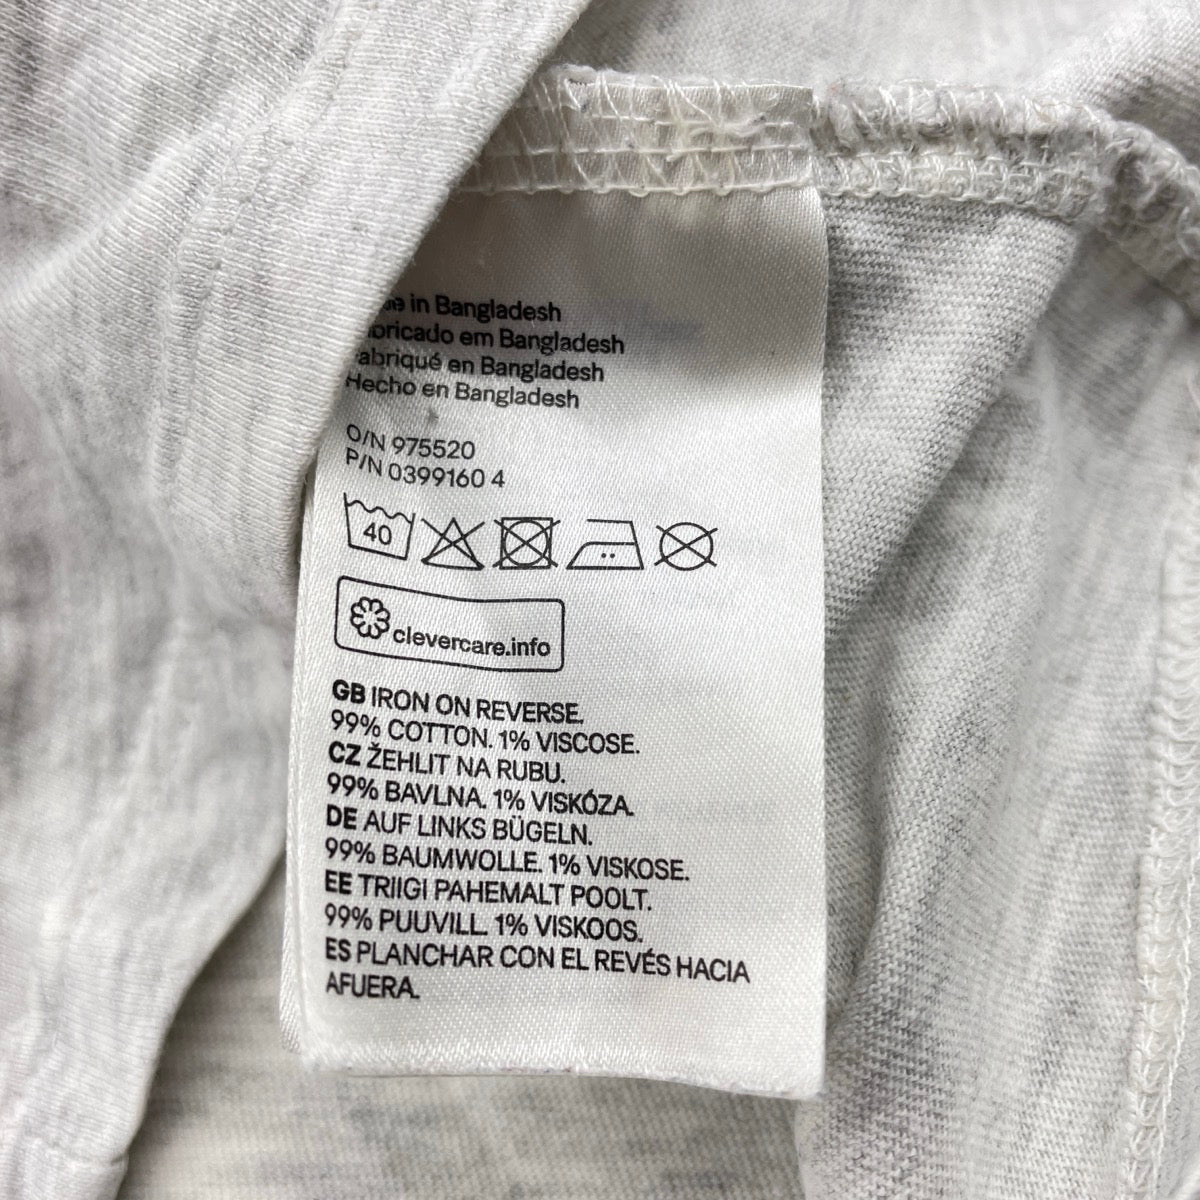 in Bangladesh
em Bangladesh
en Bangladesh
Hecho en Bangladesh
O/N 975520
P/N 0399160 4
40
clevercare.info
GB IRON ON REVERSE.
99% COTTON. 1% VISCOSE.
CZ ŽEHLIT NA RUBU.
99% BAVLNA. 1% VISKÓZA.
DE AUF LINKS BÜGELN.
99% BAUMWOLLE. 1% VISKOSE.
EE TRIIGI PAHEMALT POOLT.
99% PUUVILL. 1% VISKOOS.
ES PLANCHAR CON EL REVÉS HACIA
AFUERA.